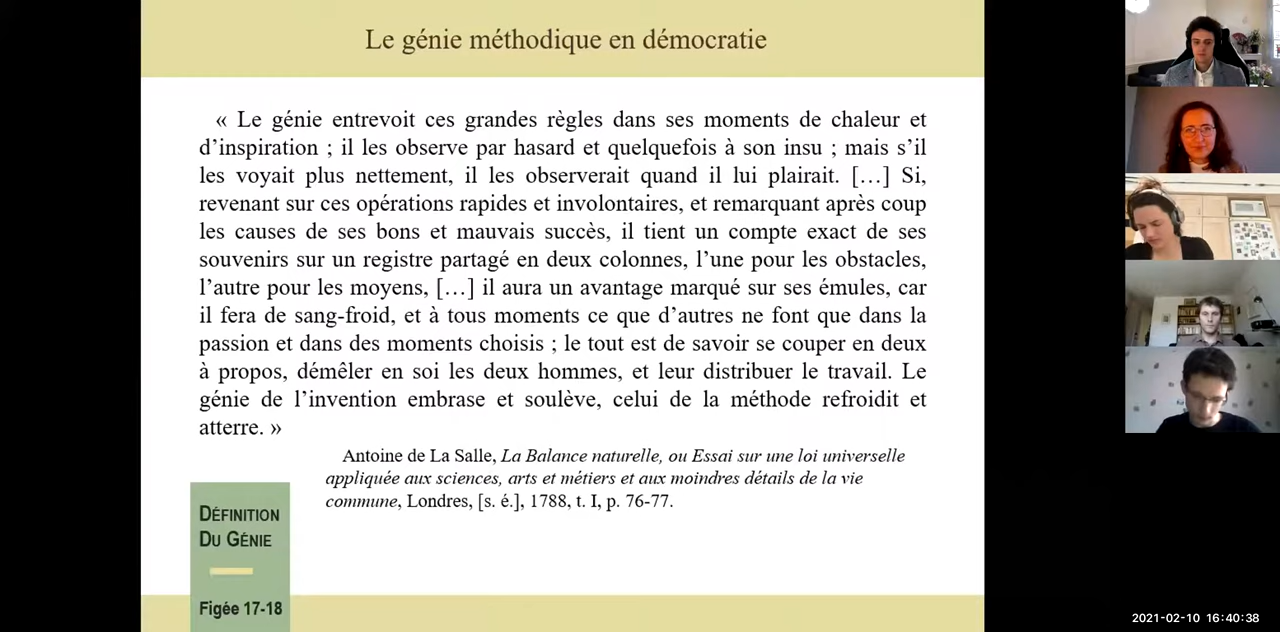 Le génie méthodique en démocratie
« Le génie entrevoit ces grandes règles dans ses moments de chaleur et
d’inspiration ; il les observe par hasard et quelquefois à son insu ; mais s’il
les voyait plus nettement, il les observerait quand il lui plairait. […] Si,
revenant sur ces opérations rapides et involontaires, et remarquant après coup
les causes de ses bons et mauvais succès, il tient un compte exact de ses
souvenirs sur un registre partagé en deux colonnes, l’une pour les obstacles,
l’autre pour les moyens, […] il aura un avantage marqué sur ses émules, car
il fera de sang-froid, et à tous moments ce que d’autres ne font que dans la
passion et dans des moments choisis ; le tout est de savoir se couper en deux
à propos, démêler en soi les deux hommes, et leur distribuer le travail. Le
génie de l’invention embrase et soulève, celui de la méthode refroidit et
atterre. »
Antoine de La Salle, La Balance naturelle, ou Essai sur une loi universelle
appliquée aux sciences, arts et métiers et aux moindres détails de la vie
commune, Londres, [s. é.], 1788, t. I, p. 76-77.
DÉFINITION
DU GÉNIE
Figée 17-18
2021-02-10 16:40:38